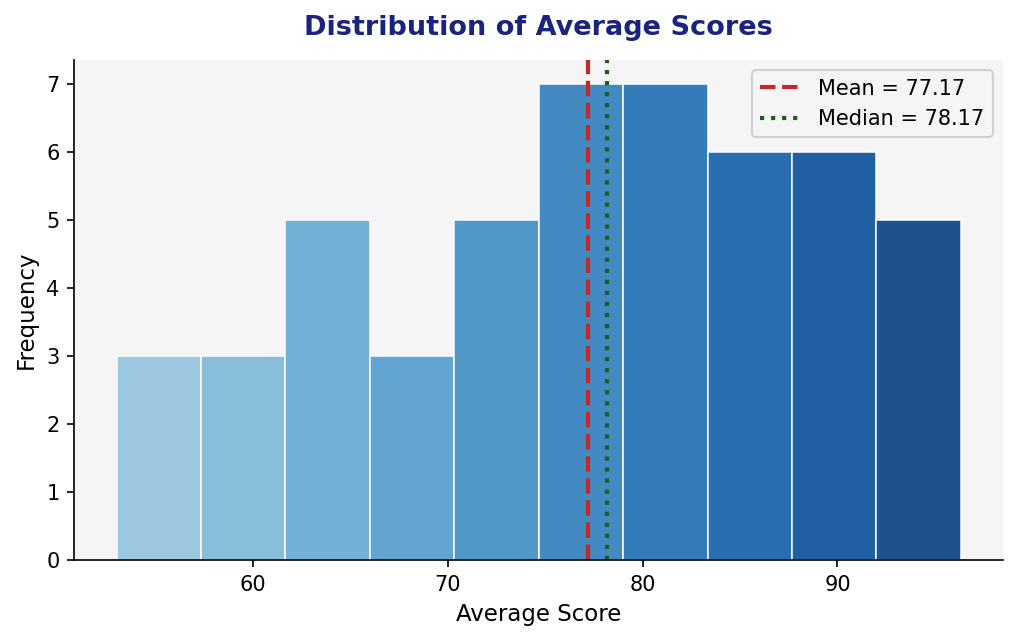 Distribution of Average Scores
Mean = 77.17
Median = 78.17
Frequency
7
6
5
4
3
2
1
0
60 70 80 90
Average Score